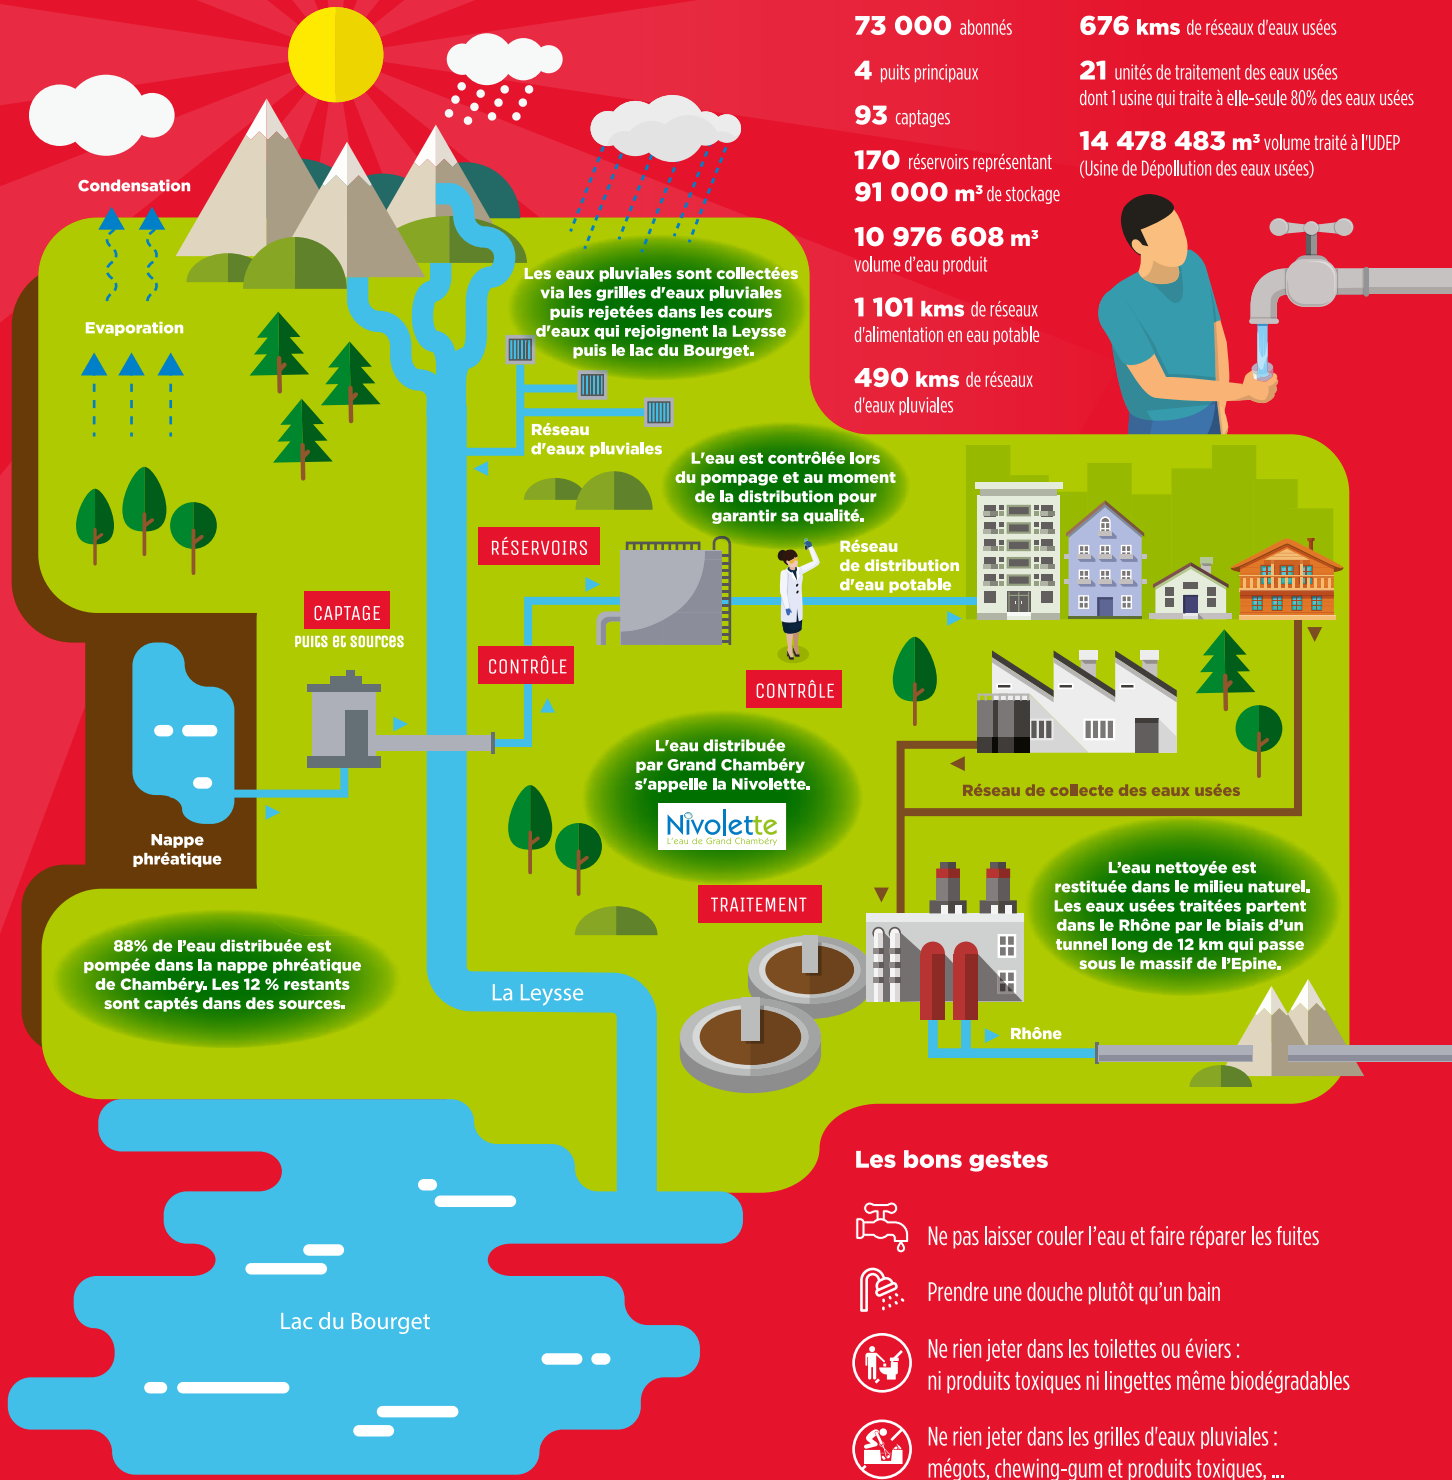 73 000 abonnés
4 puits principaux
93 captages
170 réservoirs représentant
91 000 m³ de stockage
10 976 608 m³
volume d'eau produit
1 101 kms de réseaux
d'alimentation en eau potable
490 kms de réseaux
d'eaux pluviales
676 kms de réseaux d'eaux usées
21 unités de traitement des eaux usées
dont 1 usine qui traite à elle-seule 80% des eaux usées
14 478 483 m³ volume traité à l'UDEP
(Usine de Dépollution des eaux usées)
Condensation
Evaporation
Les eaux pluviales sont collectées
via les grilles d'eaux pluviales
puis rejetées dans les cours
d'eaux qui rejoignent la Leysse
puis le lac du Bourget.
Réseau
d'eaux pluviales
L'eau est contrôlée lors
du pompage et au moment
de la distribution pour
garantir sa qualité.
RÉSERVOIRS
Réseau
de distribution
d'eau potable
CAPTAGE
Puits et sources
CONTRÔLE
CONTRÔLE
L'eau distribuée
par Grand Chambéry
s'appelle la Nivolette.
Nivolette
L'eau de Grand Chambéry
Réseau de collecte des eaux usées
Nappe
phréatique
TRAITEMENT
L'eau nettoyée est
restituée dans le milieu naturel.
Les eaux usées traitées partent
dans le Rhône par le biais d'un
tunnel long de 12 km qui passe
sous le massif de l'Epine.
88% de l'eau distribuée est
pompée dans la nappe phréatique
de Chambéry. Les 12 % restants
sont captés dans des sources.
La Leysse
Rhône
Lac du Bourget
Les bons gestes
Ne pas laisser couler l'eau et faire réparer les fuites
Prendre une douche plutôt qu'un bain
Ne rien jeter dans les toilettes ou éviers :
ni produits toxiques ni lingettes même biodégradables
Ne rien jeter dans les grilles d'eaux pluviales :
mégots, chewing-gum et produits toxiques, ...